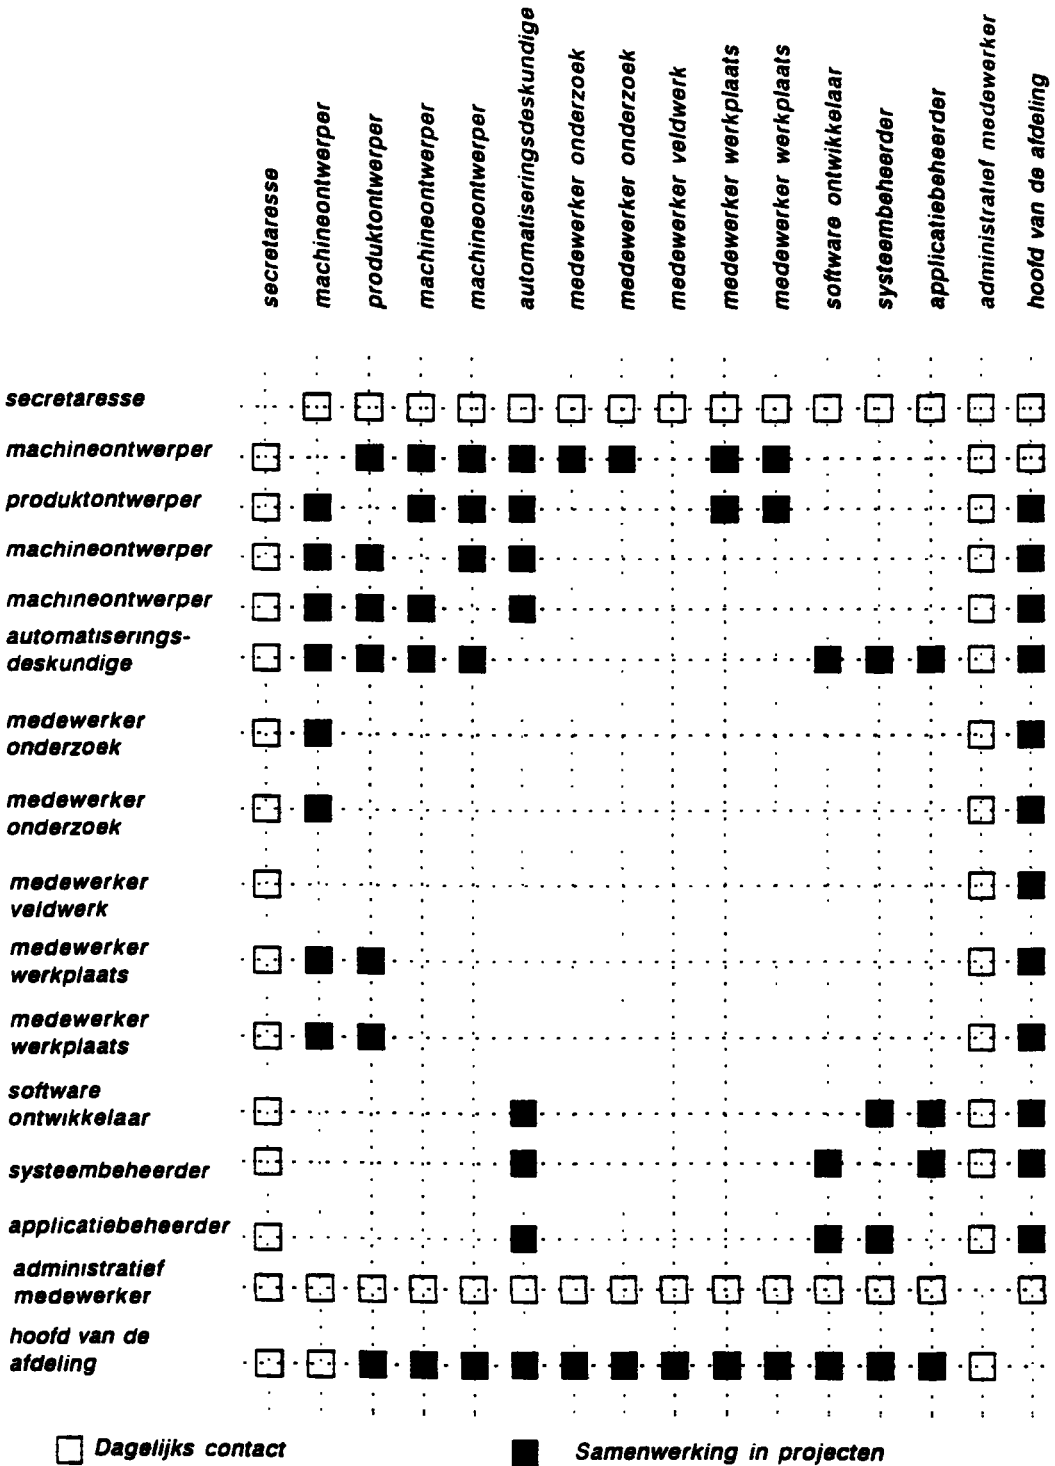 secretaresse
machineontwerper
produktontwerper
machineontwerper
machineontwerper
automatiseringsdeskundige
medewerker onderzoek
medewerker onderzoek
medewerker veldwerk
medewerker werkplaats
medewerker werkplaats
software ontwikkelaar
systeembeheerder
applicatiebeheerder
administratief medewerker
hoofd van de afdeling
secretaresse
machineontwerper
produktontwerper
machineontwerper
machineontwerper
automatiserings-
deskundige
medewerker
onderzoek
medewerker
onderzoek
medewerker
veldwerk
medewerker
werkplaats
medewerker
werkplaats
software
ontwikkelaar
systeembeheerder
applicatiebeheerder
administratief
medewerker
hoofd van de
afdeling
Dagelijks contact
Samenwerking in projecten